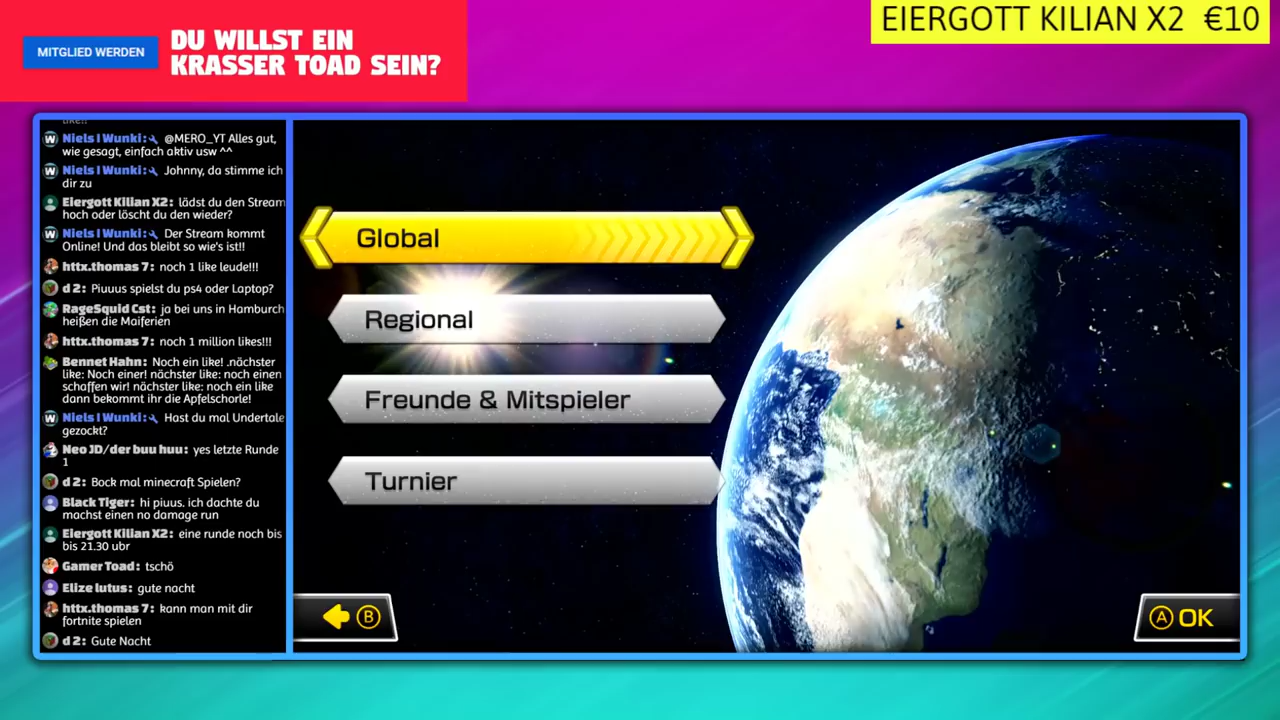 MITGLIED WERDEN
DU WILLST EIN
KRASSER TOAD SEIN?
EIERGOTT KILIAN X2 €10
Niels I Wunki: @MERO_YT Alles gut,
wie gesagt, einfach aktiv usw ^^
Niels I Wunki: Johnny, da stimme ich
dir zu
Eiergott Kilian X2: lädst du den Stream
hoch oder löscht du den wieder?
Niels I Wunki: Der Stream kommt
Online! Und das bleibt so wie's ist!!
httx.thomas 7: noch 1 like leude!!!
d 2: Piuuus spielst du ps4 oder Laptop?
RageSquid Cst: ja bei uns in Hamburch
heißen die Maiferien
httx.thomas 7: noch 1 million likes!!!
Bennet Hahn: Noch ein like! .nächster
like: Noch einer! nächster like: noch einen
schaffen wir! nächster like: noch ein like
dann bekommt ihr die Apfelschorle!
Niels I Wunki: Hast du mal Undertale
gezockt?
Neo JD/der buu huu: yes letzte Runde
1
d 2: Bock mal minecraft Spielen?
Black Tiger: hi piuus. ich dachte du
machst einen no damage run
Eiergott Kilian X2: eine runde noch bis
bis 21.30 ubr
Gamer Toad: tschö
Elize lutus: gute nacht
httx.thomas 7: kann man mit dir
fortnite spielen
d 2: Gute Nacht
Global
Regional
Freunde & Mitspieler
Turnier
B
A OK